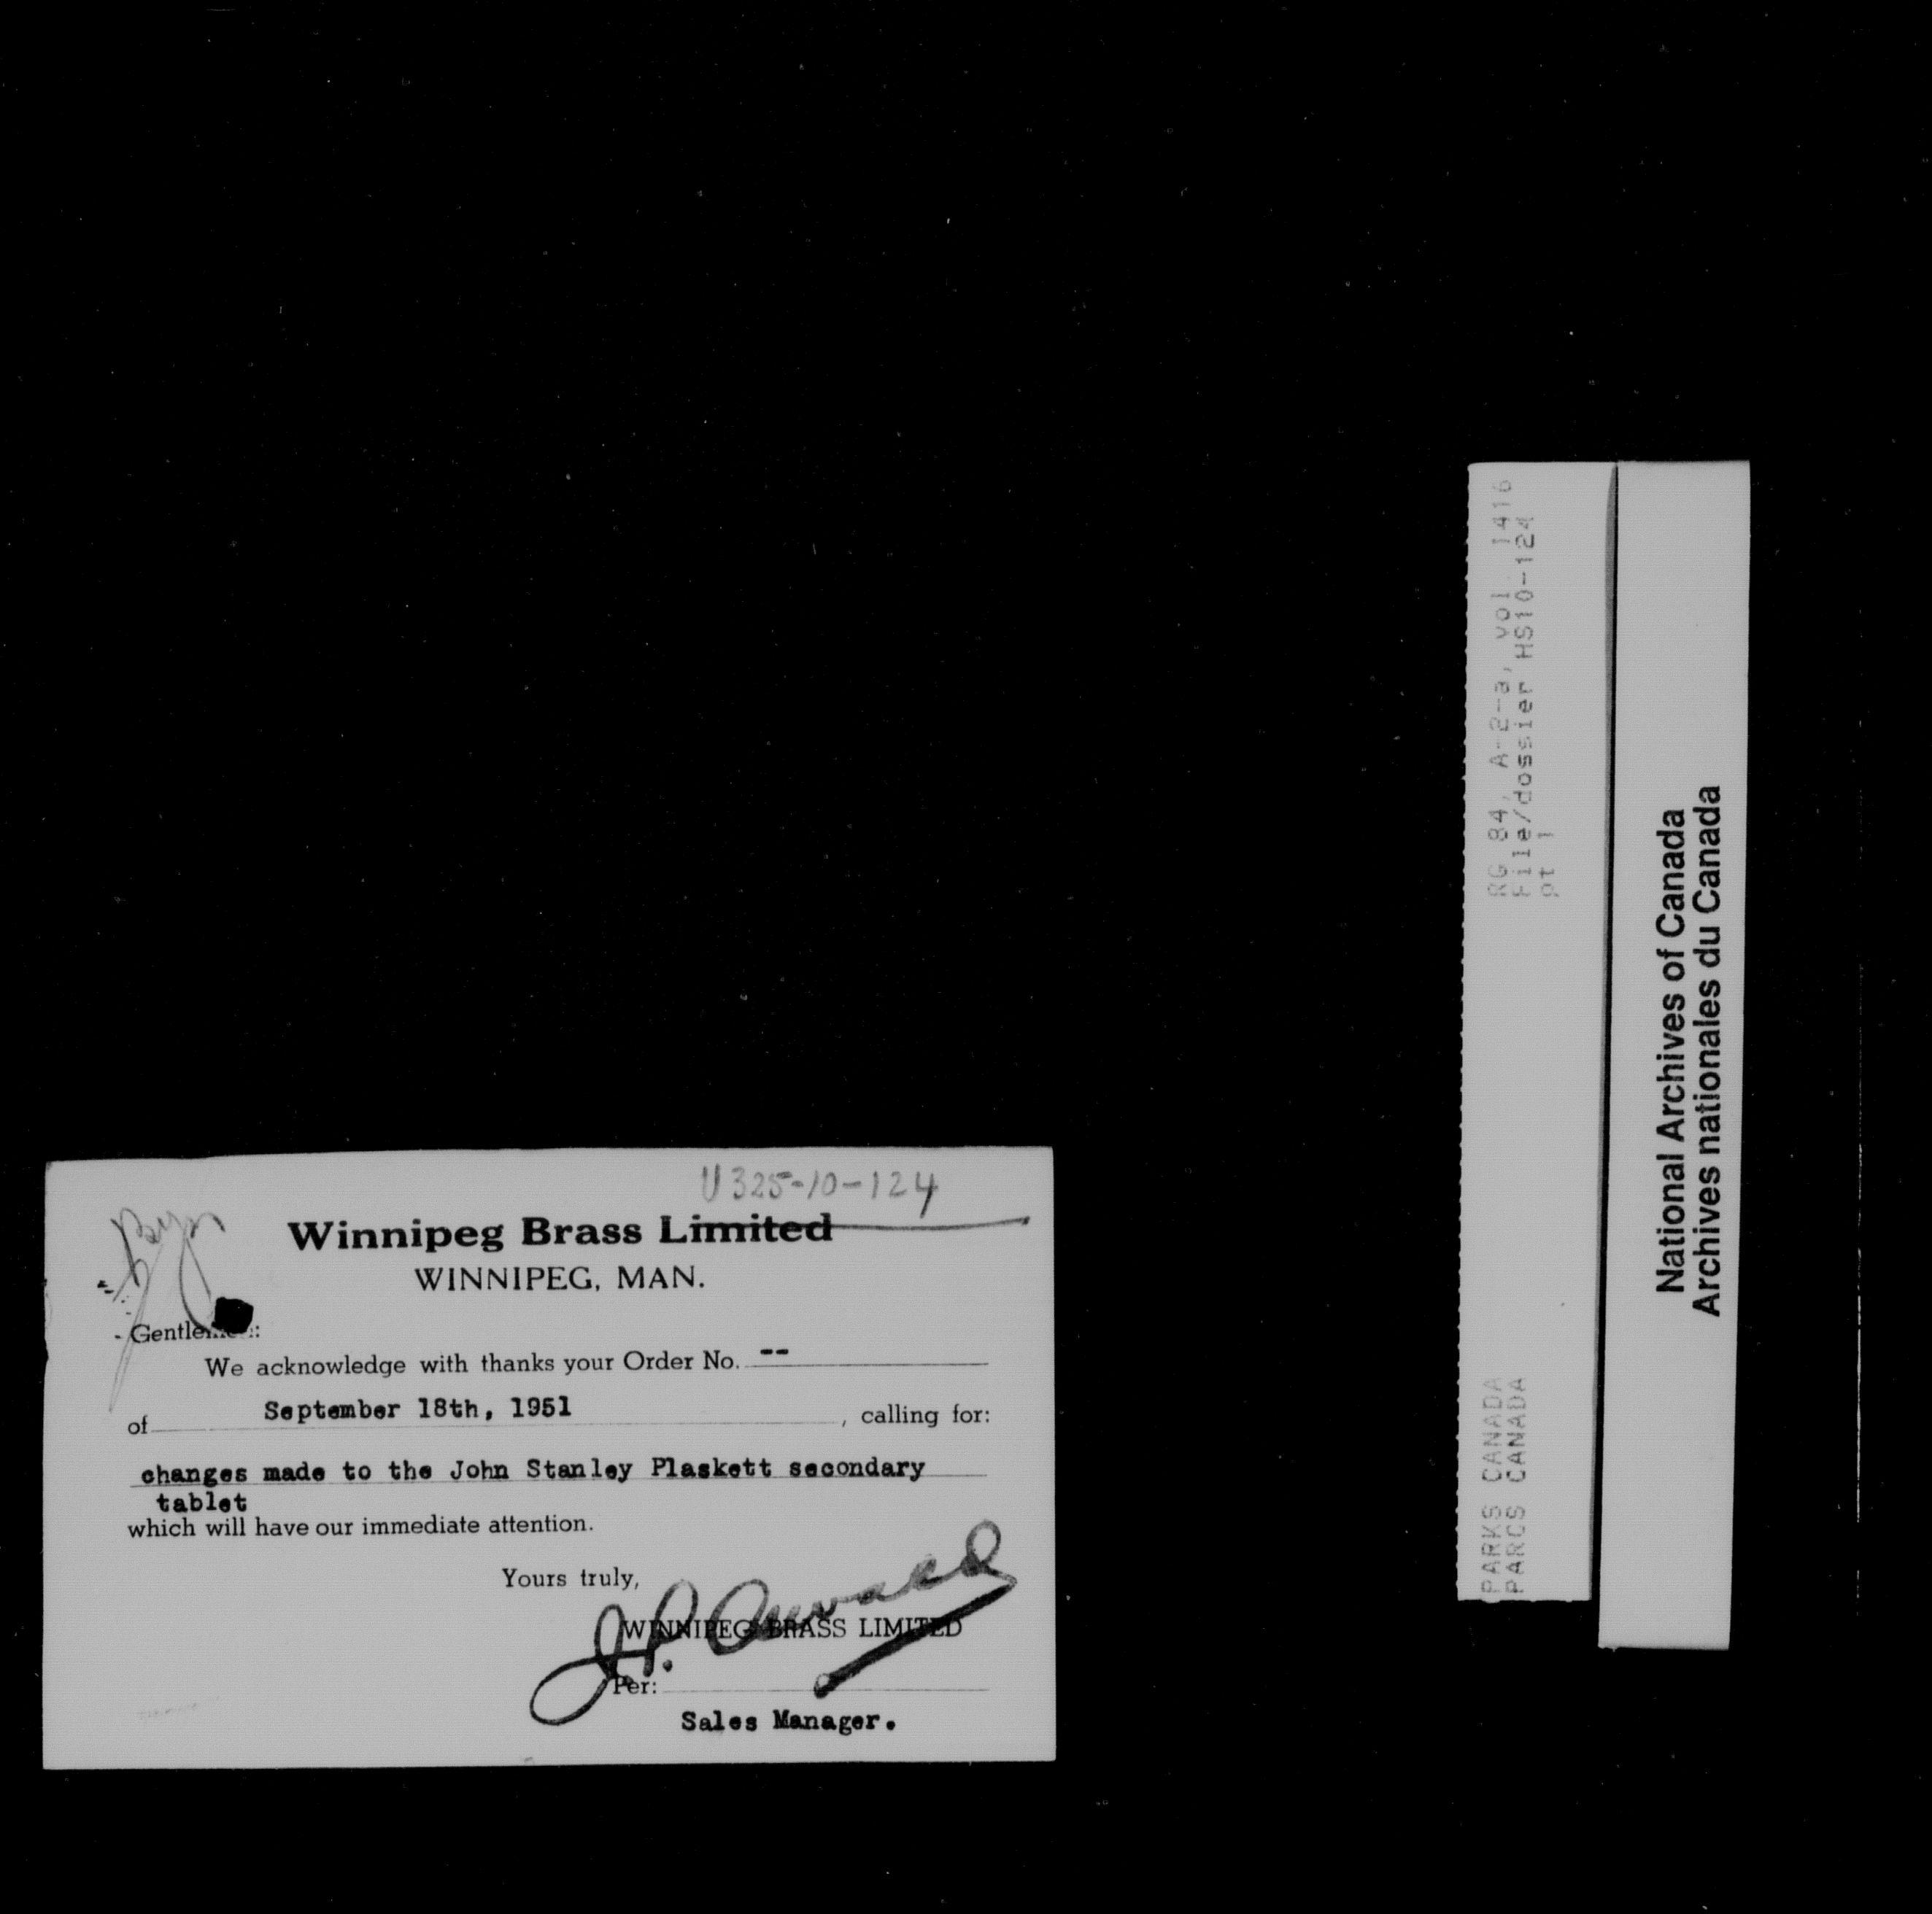 U325-10-124
Winnipeg Brass Limited
WINNIPEG, MAN.
Gentlemen:
We acknowledge with thanks your Order No. --
of September 18th, 1951, calling for:
changes made to the John Stanley Plaskett secondary
tablet
which will have our immediate attention.
Yours truly,
WINNIPEG BRASS LIMITED
Per:
Sales Manager.
RG 84, A-2-a, vol 1416
File/dossier HS10-124
pt 1
PARKS CANADA
PARCS CANADA
National Archives of Canada
Archives nationales du Canada